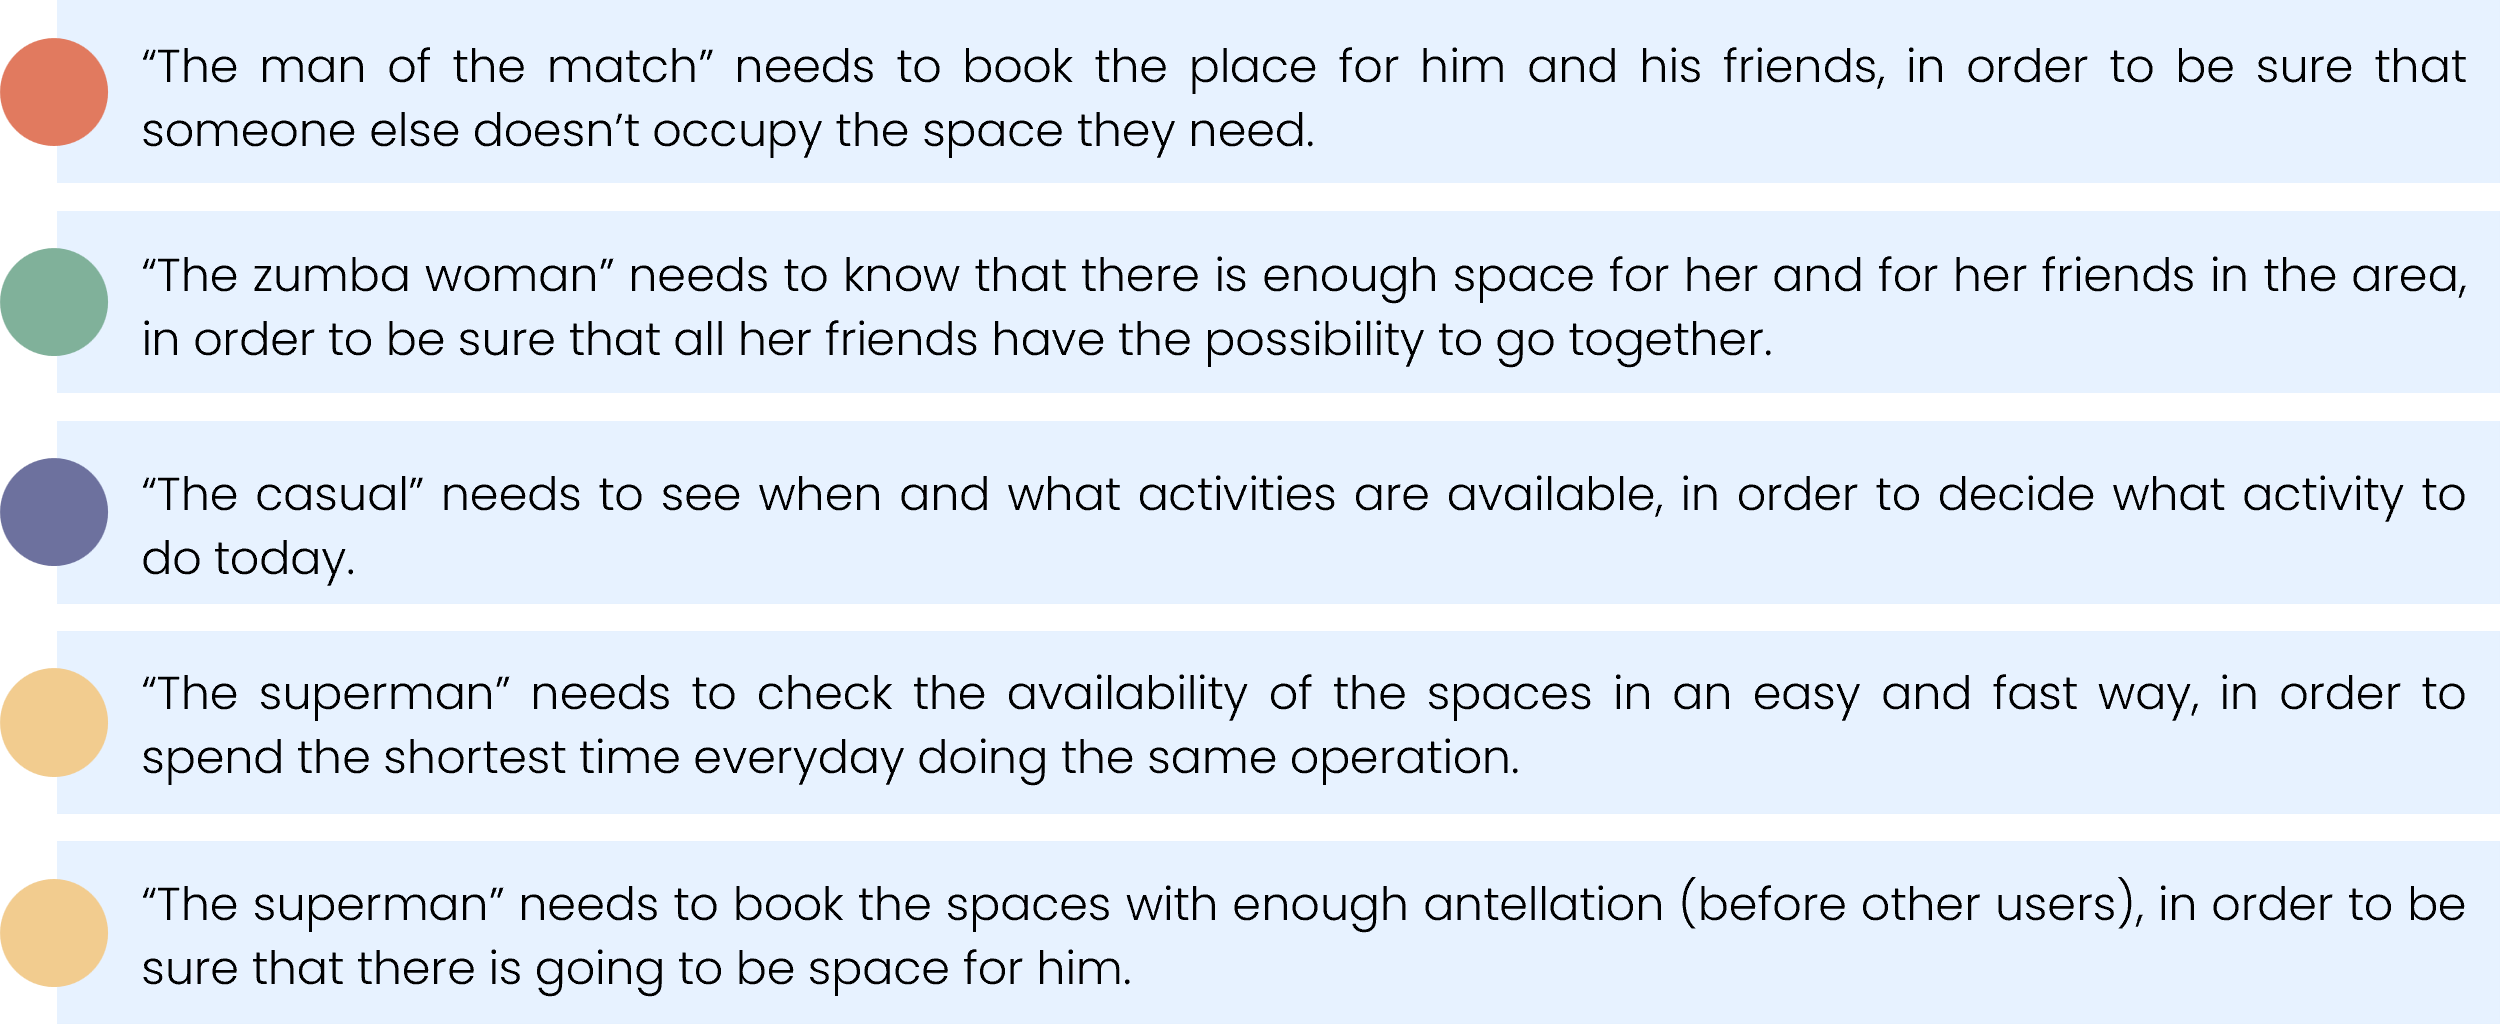 “The man of the match” needs to book the place for him and his friends, in order to be sure that
someone else doesn’t occupy the space they need.
“The zumba woman” needs to know that there is enough space for her and for her friends in the area,
in order to be sure that all her friends have the possibility to go together.
“The casual” needs to see when and what activities are available, in order to decide what activity to
do today.
“The superman” needs to check the availability of the spaces in an easy and fast way, in order to
spend the shortest time everyday doing the same operation.
“The superman” needs to book the spaces with enough antellation (before other users), in order to be
sure that there is going to be space for him.